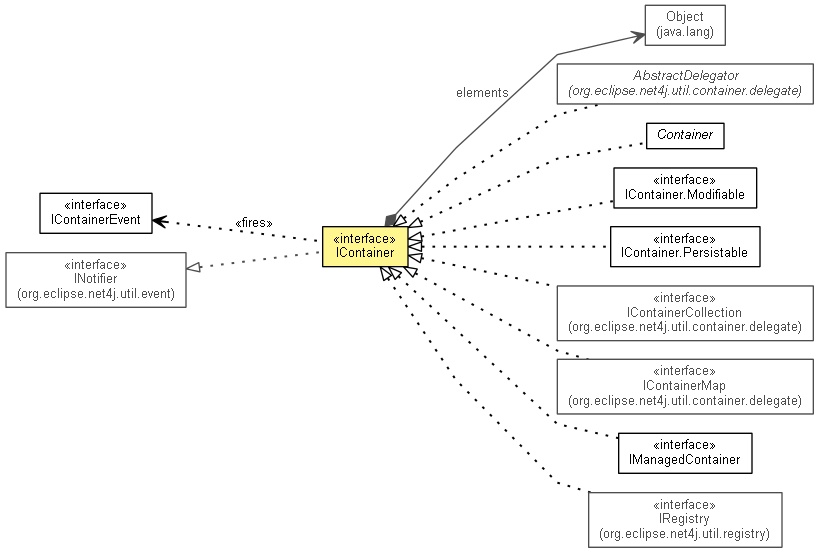 Object
(java.lang)
elements
AbstractDelegator
(org.eclipse.net4j.util.container.delegate)
Container
«interface»
IContainer.Modifiable
«interface»
IContainerEvent
«fires»
«interface»
IContainer
«interface»
IContainer.Persistable
«interface»
INotifier
(org.eclipse.net4j.util.event)
«interface»
IContainerCollection
(org.eclipse.net4j.util.container.delegate)
«interface»
IContainerMap
(org.eclipse.net4j.util.container.delegate)
«interface»
IManagedContainer
«interface»
IRegistry
(org.eclipse.net4j.util.registry)